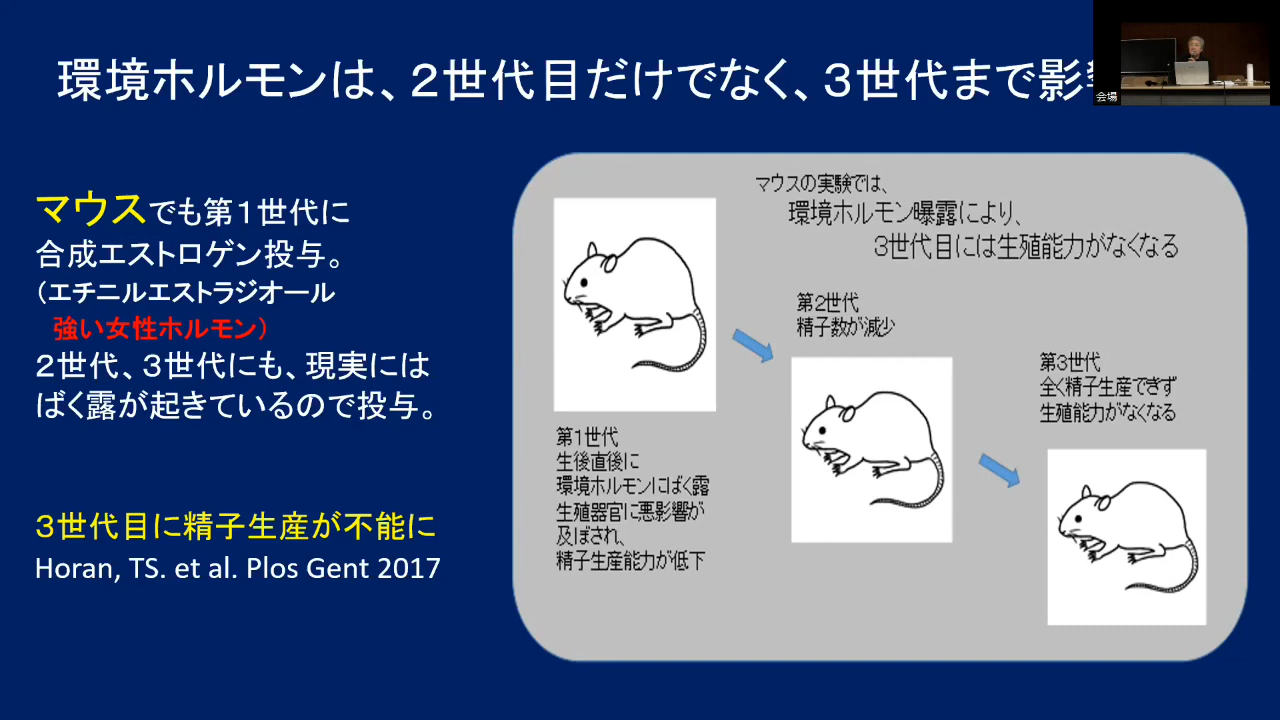 環境ホルモンは、２世代目だけでなく、３世代まで影
会場
マウスでも第１世代に
合成エストロゲン投与。
（エチニルエストラジオール
強い女性ホルモン）
２世代、３世代にも、現実には
ばく露が起きているので投与。
３世代目に精子生産が不能に
Horan, TS. et al. Plos Gent 2017
マウスの実験では、
環境ホルモン曝露により、
３世代目には生殖能力がなくなる
第１世代
生後直後に
環境ホルモンにばく露
生殖器官に悪影響が
及ぼされ、
精子生産能力が低下
第２世代
精子数が減少
第３世代
全く精子生産できず
生殖能力がなくなる